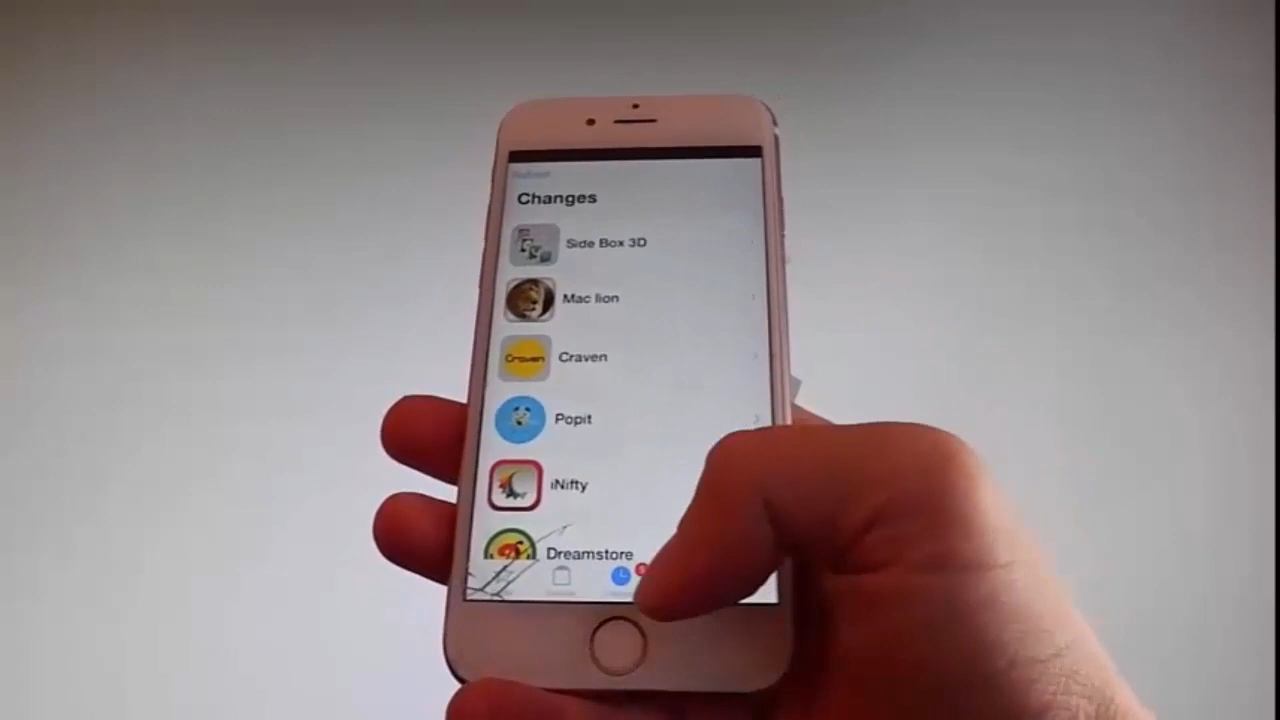 Changes
Side Box 3D
Mac lion
Craven
Craven
Popit
iNifty
Dreamstore